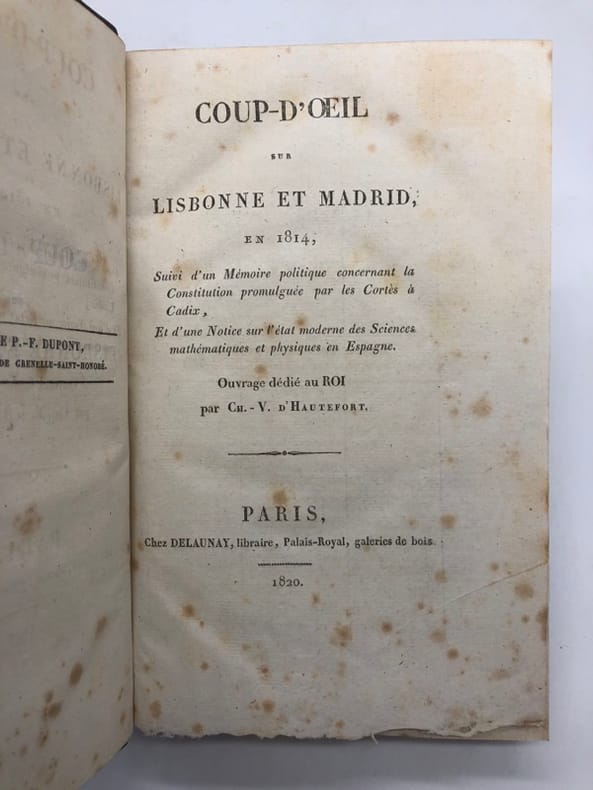 E P.-F. DUPONT,
DE GRENELLE-SAINT-HONORÉ.
COUP-D'ŒIL
SUR
LISBONNE ET MADRID,
EN 1814,
Suivi d'un Mémoire politique concernant la
Constitution promulguée par les Cortès à
Cadix,
Et d'une Notice sur l'état moderne des Sciences
mathématiques et physiques en Espagne.
Ouvrage dédié au ROI
par CH.-V. D'HAUTEFORT.
PARIS,
Chez DELAUNAY, libraire, Palais-Royal, galeries de bois
1820.